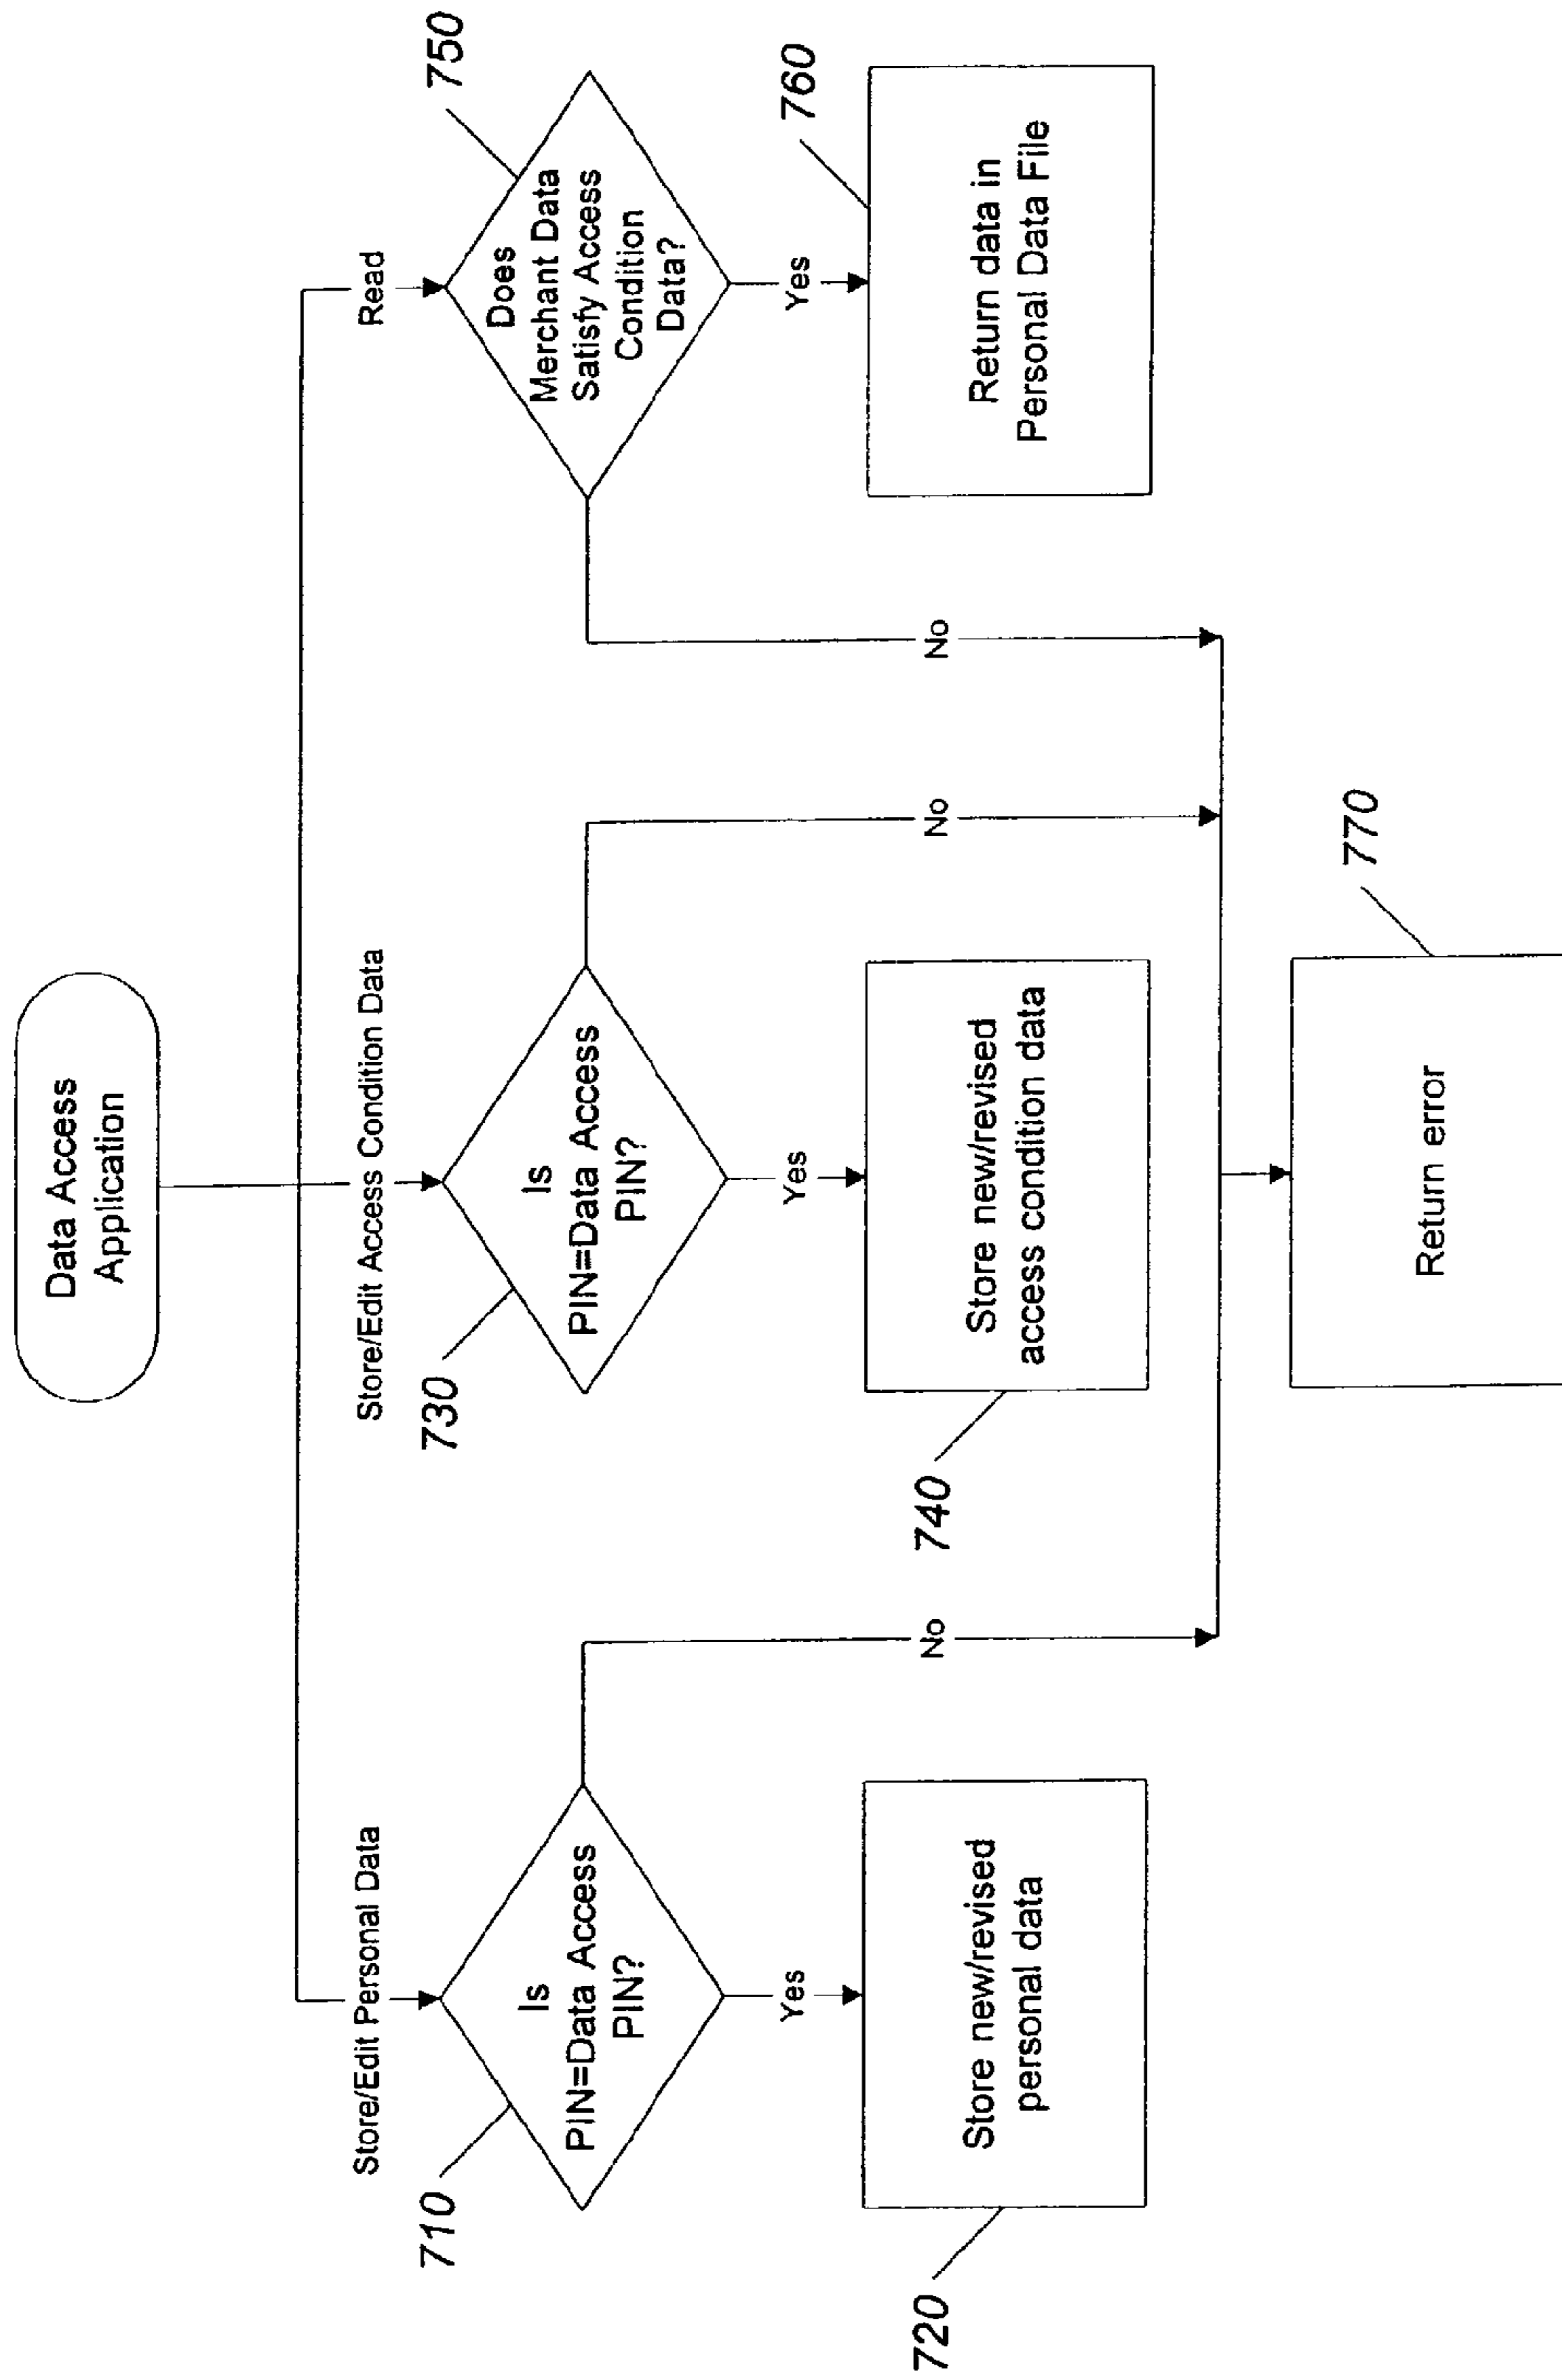 Data Access
Application
Store/Edit Personal Data
Store/Edit Access Condition Data
Read
710
Is
PIN=Data Access
PIN?
730
Is
PIN=Data Access
PIN?
750
Does
Merchant Data
Satisfy Access
Condition
Data?
Yes
Yes
Yes
720
Store new/revised
personal data
No
740
Store new/revised
access condition data
No
No
760
Return data in
Personal Data File
770
Return error